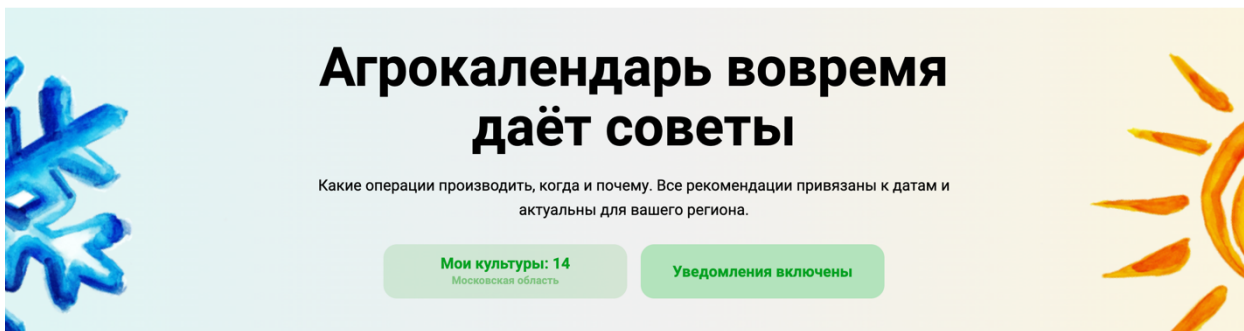 Агрокалендарь вовремя
даёт советы
Какие операции производить, когда и почему. Все рекомендации привязаны к датам и
актуальны для вашего региона.
Мои культуры: 14
Московская область
Уведомления включены